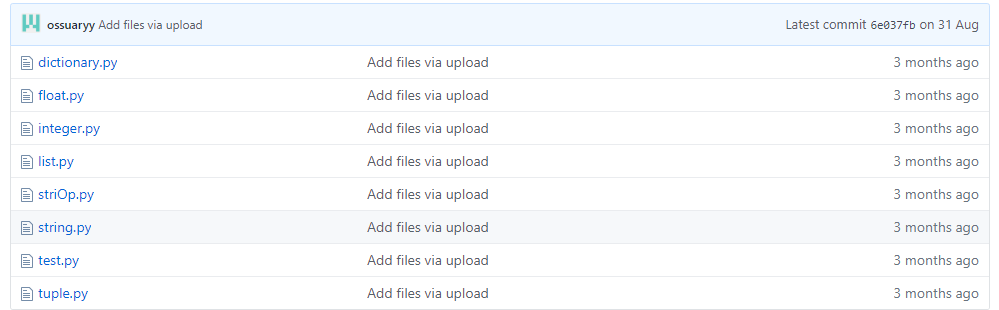 ossuaryy Add files via upload Latest commit 6e037fb on 31 Aug
dictionary.py Add files via upload 3 months ago
float.py Add files via upload 3 months ago
integer.py Add files via upload 3 months ago
list.py Add files via upload 3 months ago
striOp.py Add files via upload 3 months ago
string.py Add files via upload 3 months ago
test.py Add files via upload 3 months ago
tuple.py Add files via upload 3 months ago